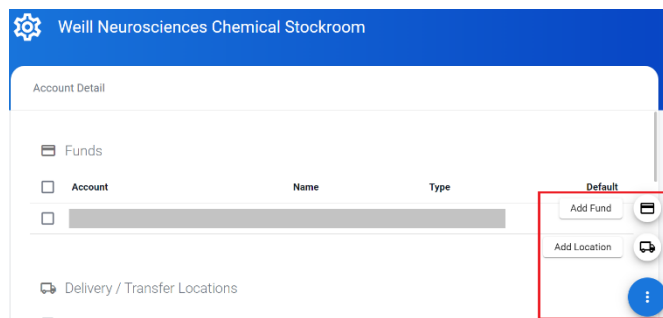 Weill Neurosciences Chemical Stockroom
Account Detail
Funds
Account Name Type Default
Add Fund
Add Location
Delivery / Transfer Locations